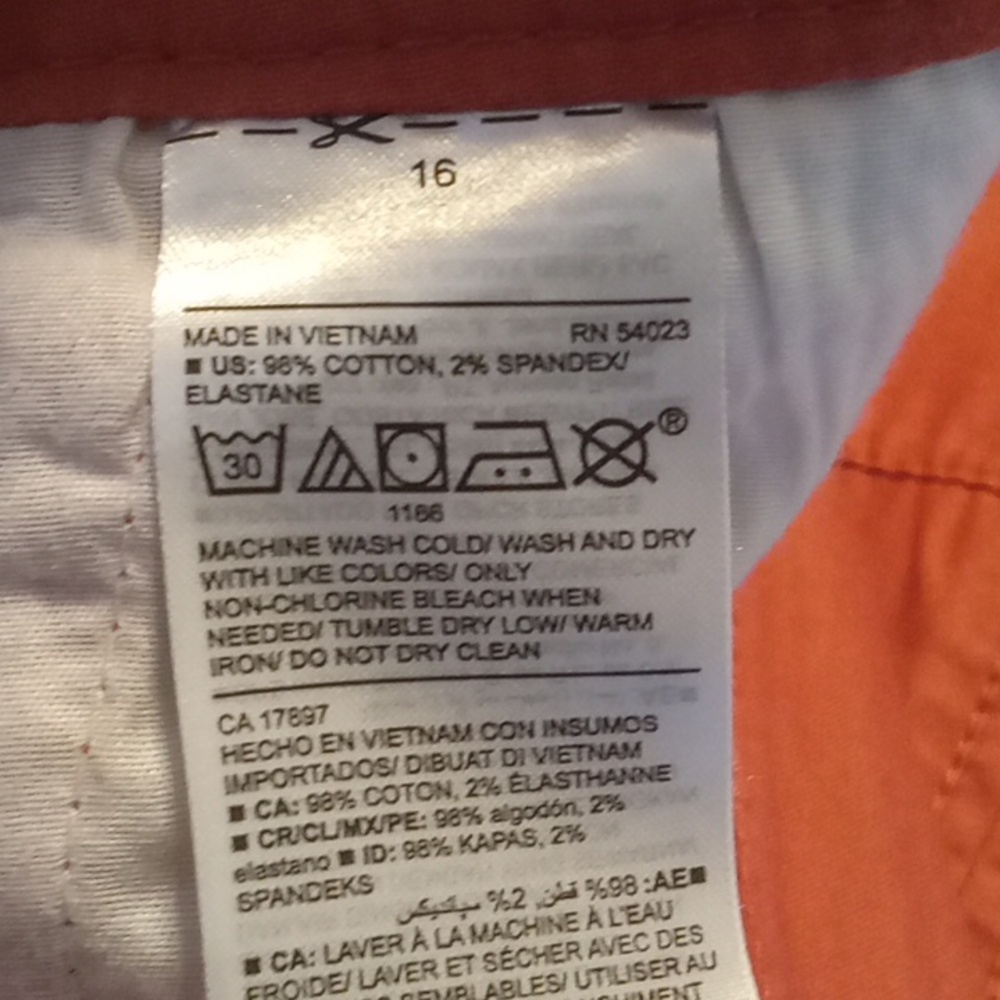 16
MADE IN VIETNAM RN 54023
■ US: 98% COTTON, 2% SPANDEX/
ELASTANE
30 ®
1166
MACHINE WASH COLD/ WASH AND DRY
WITH LIKE COLORS/ ONLY
NON-CHLORINE BLEACH WHEN
NEEDED/ TUMBLE DRY LOW/ WARM
IRON/ DO NOT DRY CLEAN
CA 17897
HECHO EN VIETNAM CON INSUMOS
IMPORTADOS/ DIBUAT DI VIETNAM
■ CA: 98% COTON, 2% ÉLASTHANNE
■ CR/CL/MX/PE: 98% algodón, 2%
elastano ■ ID: 98% KAPAS, 2%
SPANDEKS
■AE: 98% قطن, 2% سباتيكس
■ CA: LAVER À LA MACHINE À L'EAU
FROIDE/ LAVER ET SÉCHER AVEC DES
SEMBLABLES/ UTILISER AU